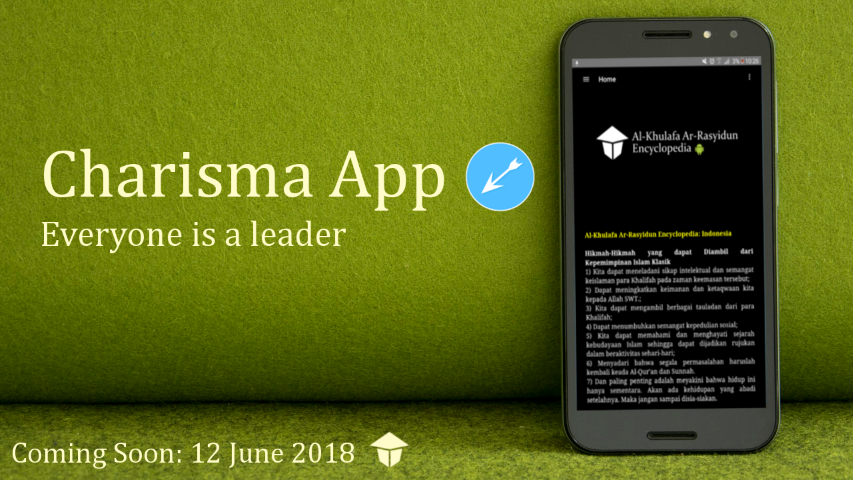 Charisma App
Everyone is a leader
3% 10:26
Home
Al-Khulafa Ar-Rasyidun
Encyclopedia
Al-Khulafa Ar-Rasyidun Encyclopedia: Indonesia
Hikmah-Hikmah yang dapat Diambil dari
Kepemimpinan Islam Klasik
1) Kita dapat meneladani sikap intelektual dan semangat
keislaman para Khalifah pada zaman keemasan tersebut;
2) Dapat meningkatkan keimanan dan ketaqwaan kita
kepada Allah SWT.;
3) Kita dapat mengambil berbagai tauladan dari para
Khalifah;
4) Dapat menumbuhkan semangat kepedulian sosial;
5) Kita dapat memahami dan menghayati sejarah
kebudayaan Islam sehingga dapat dijadikan rujukan
dalam beraktivitas sehari-hari;
6) Menyadari bahwa segala permasalahan haruslah
kembali keada Al-Qur'an dan Sunnah.
7) Dan paling penting adalah meyakini bahwa hidup ini
hanya sementara. Akan ada kehidupan yang abadi
setelahnya. Maka jangan sampai disia-siakan.
Coming Soon: 12 June 2018